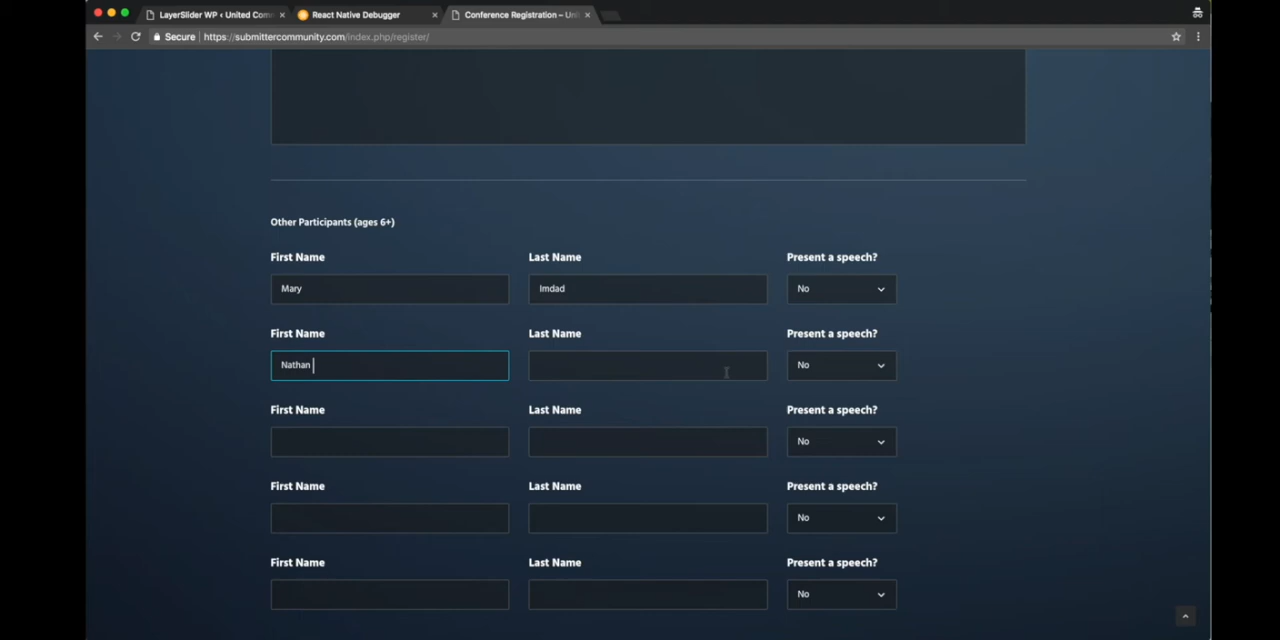 LayerSlider WP ‹ United Com
React Native Debugger
Conference Registration – Uni
Secure
https://submittercommunity.com/index.php/register/
Other Participants (ages 6+)
First Name Last Name Present a speech?
Mary Imdad No
First Name Last Name Present a speech?
Nathan No
First Name Last Name Present a speech?
No
First Name Last Name Present a speech?
No
First Name Last Name Present a speech?
No